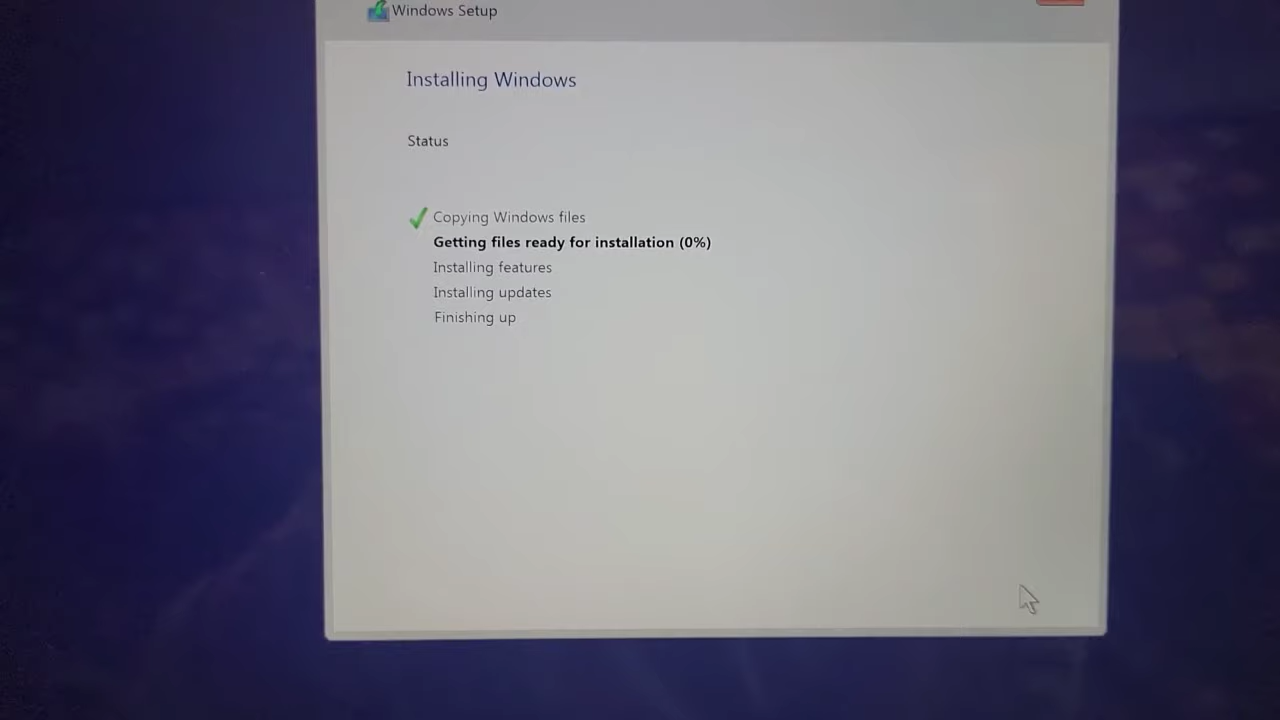 Windows Setup
Installing Windows
Status
Copying Windows files
Getting files ready for installation (0%)
Installing features
Installing updates
Finishing up